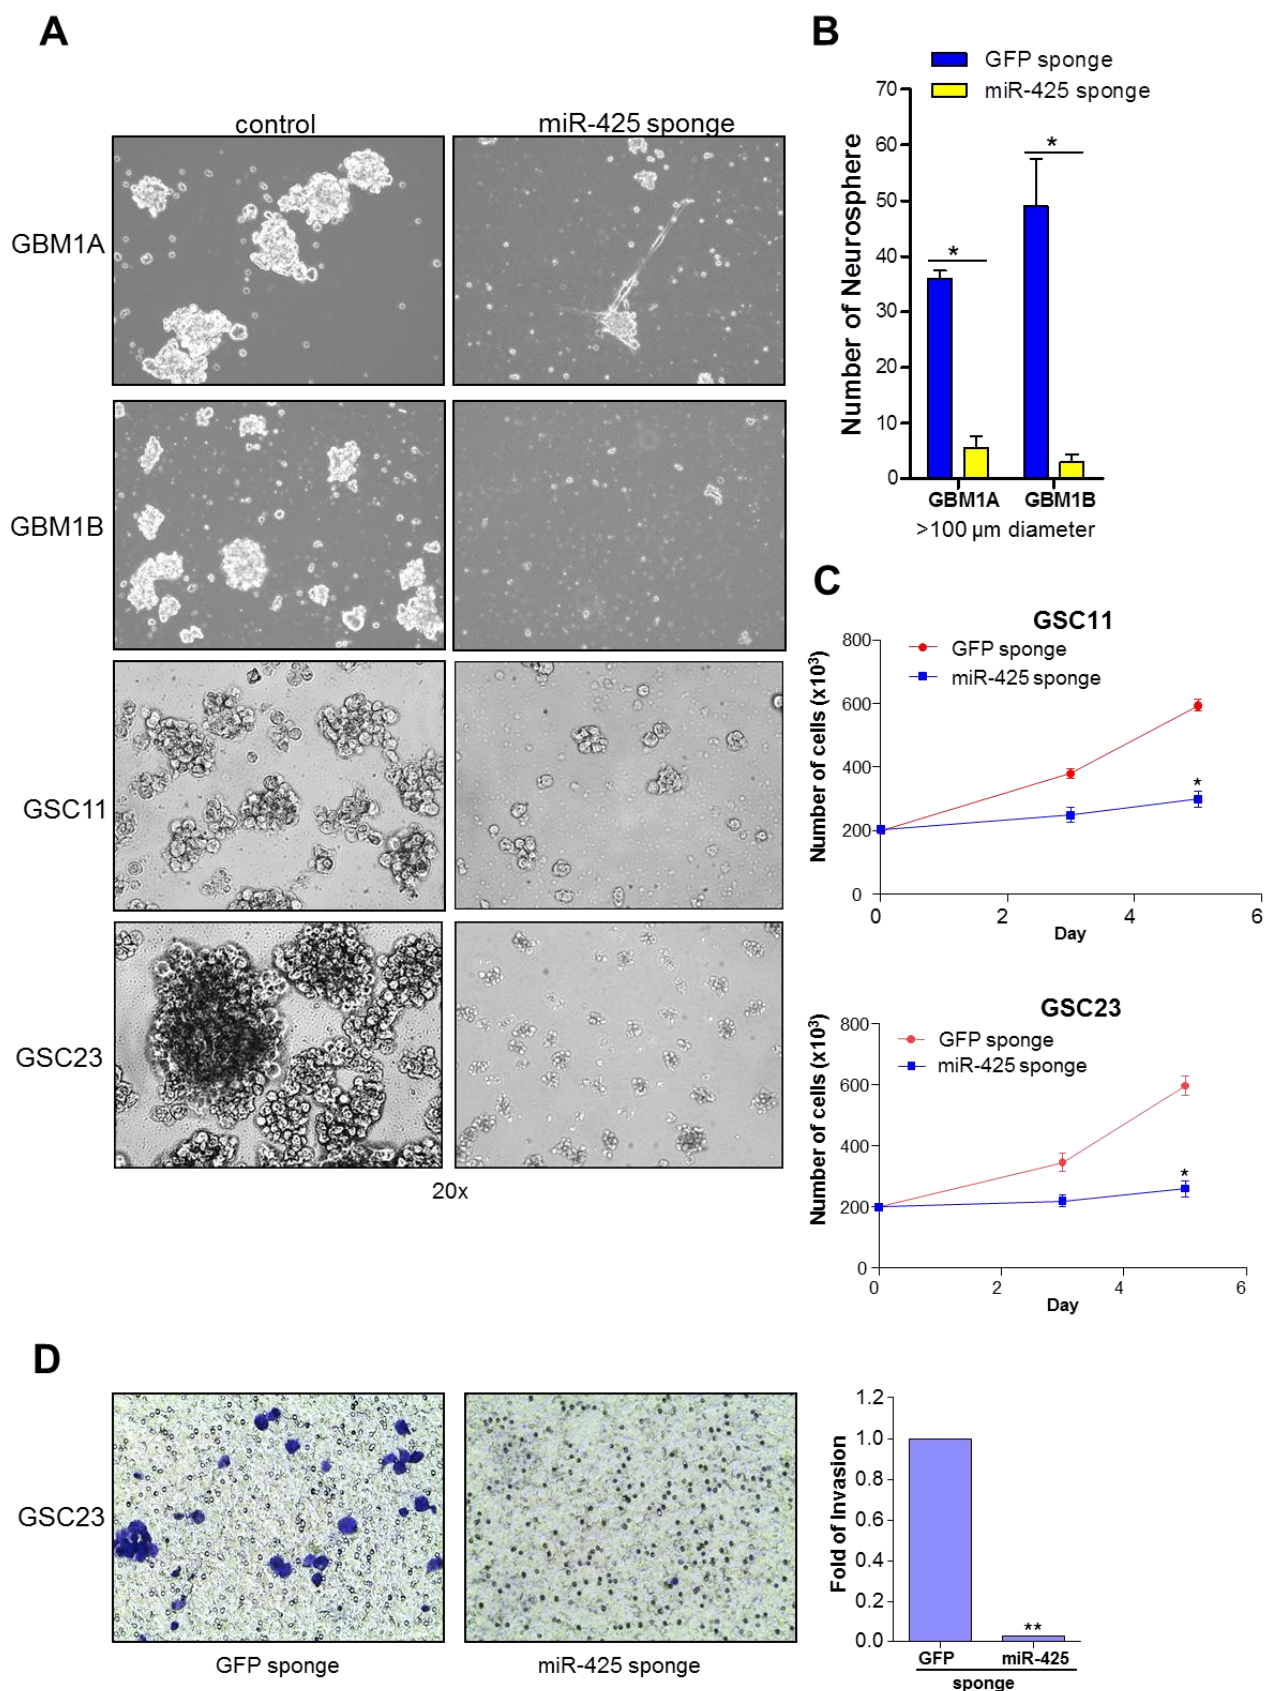 A
control
miR-425 sponge
GBM1A
GBM1B
GSC11
GSC23
20x
B
GFP sponge
miR-425 sponge
Number of Neurosphere
70
60
50
40
30
20
10
0
*
*
GBM1A
GBM1B
>100 µm diameter
C
GSC11
GFP sponge
miR-425 sponge
Number of cells (x10³)
800
600
400
200
0
*
0 2 4 6
Day
GSC23
GFP sponge
miR-425 sponge
Number of cells (x10³)
800
600
400
200
0
*
0 2 4 6
Day
D
GSC23
GFP sponge
miR-425 sponge
Fold of Invasion
1.2
1.0
0.8
0.6
0.4
0.2
0.0
**
GFP
miR-425
sponge